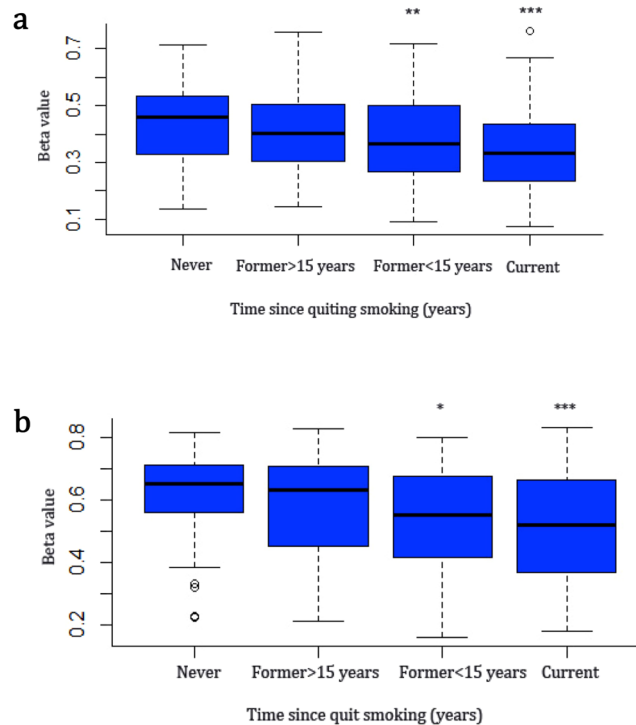 a
** ***
Beta value
0.7
0.5
0.3
0.1
Never Former>15 years Former<15 years Current
Time since quiting smoking (years)
b
* ***
Beta value
0.8
0.6
0.4
0.2
Never Former>15 years Former<15 years Current
Time since quit smoking (years)